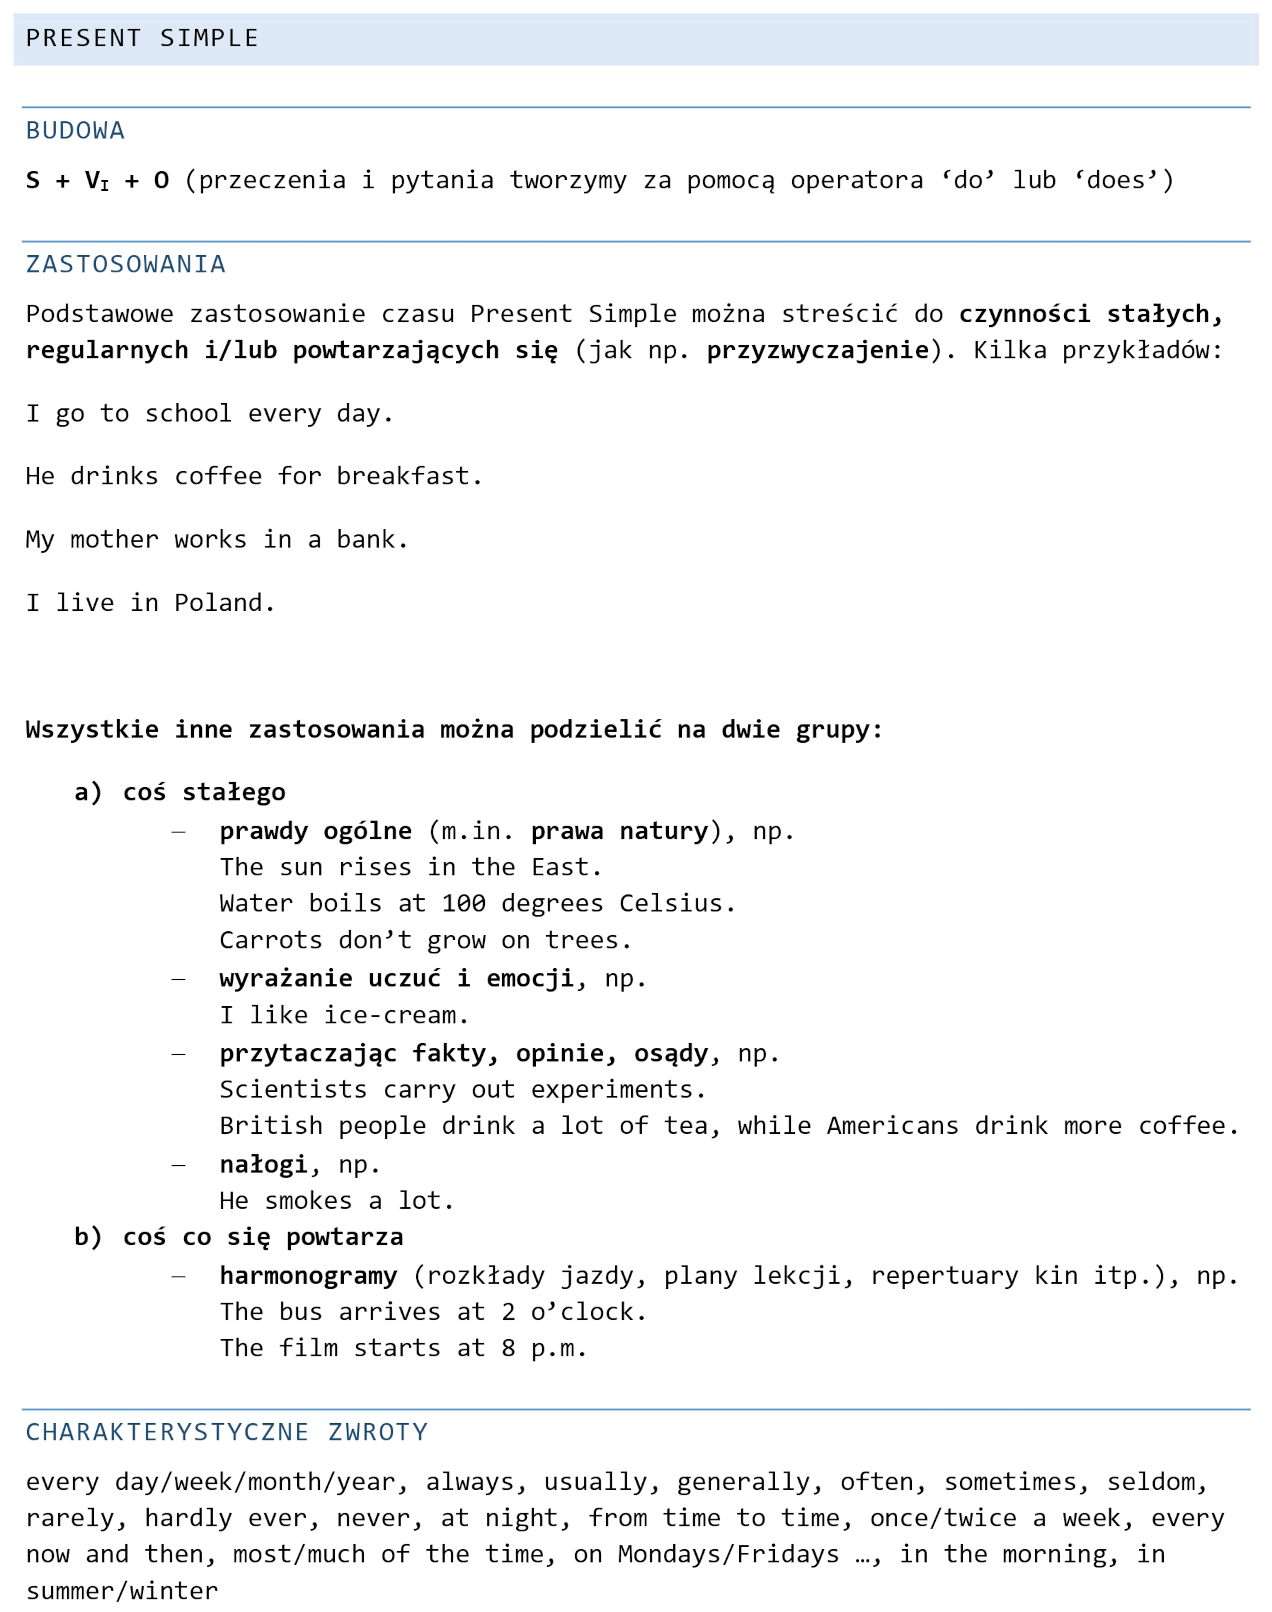 PRESENT SIMPLE
BUDOWA
S + VI + O (przeczenia i pytania tworzymy za pomocą operatora ‘do’ lub ‘does’)
ZASTOSOWANIA
Podstawowe zastosowanie czasu Present Simple można streścić do czynności stałych,
regularnych i/lub powtarzających się (jak np. przyzwyczajenie). Kilka przykładów:
I go to school every day.
He drinks coffee for breakfast.
My mother works in a bank.
I live in Poland.
Wszystkie inne zastosowania można podzielić na dwie grupy:
a) coś stałego
– prawdy ogólne (m.in. prawa natury), np.
The sun rises in the East.
Water boils at 100 degrees Celsius.
Carrots don’t grow on trees.
– wyrażanie uczuć i emocji, np.
I like ice-cream.
– przytaczając fakty, opinie, osądy, np.
Scientists carry out experiments.
British people drink a lot of tea, while Americans drink more coffee.
– nałogi, np.
He smokes a lot.
b) coś co się powtarza
– harmonogramy (rozkłady jazdy, plany lekcji, repertuary kin itp.), np.
The bus arrives at 2 o’clock.
The film starts at 8 p.m.
CHARAKTERYSTYCZNE ZWROTY
every day/week/month/year, always, usually, generally, often, sometimes, seldom,
rarely, hardly ever, never, at night, from time to time, once/twice a week, every
now and then, most/much of the time, on Mondays/Fridays …, in the morning, in
summer/winter